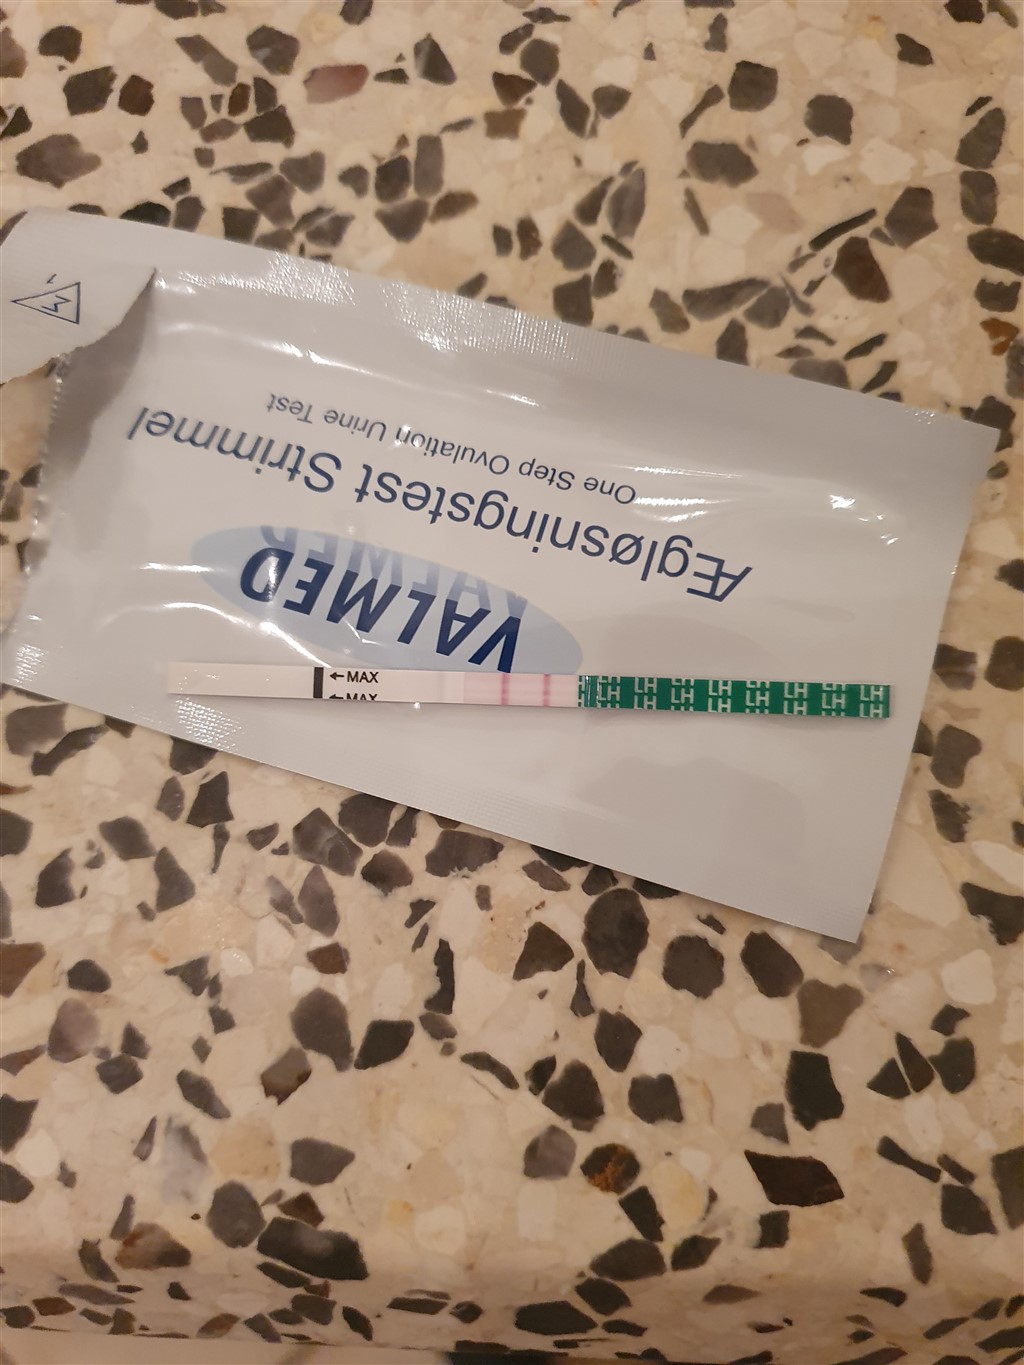 VALMED
Ægløsningstest Strimmel
One Step Ovulation Urine Test
← MAX
← MAX
LH LH LH LH LH LH LH LH